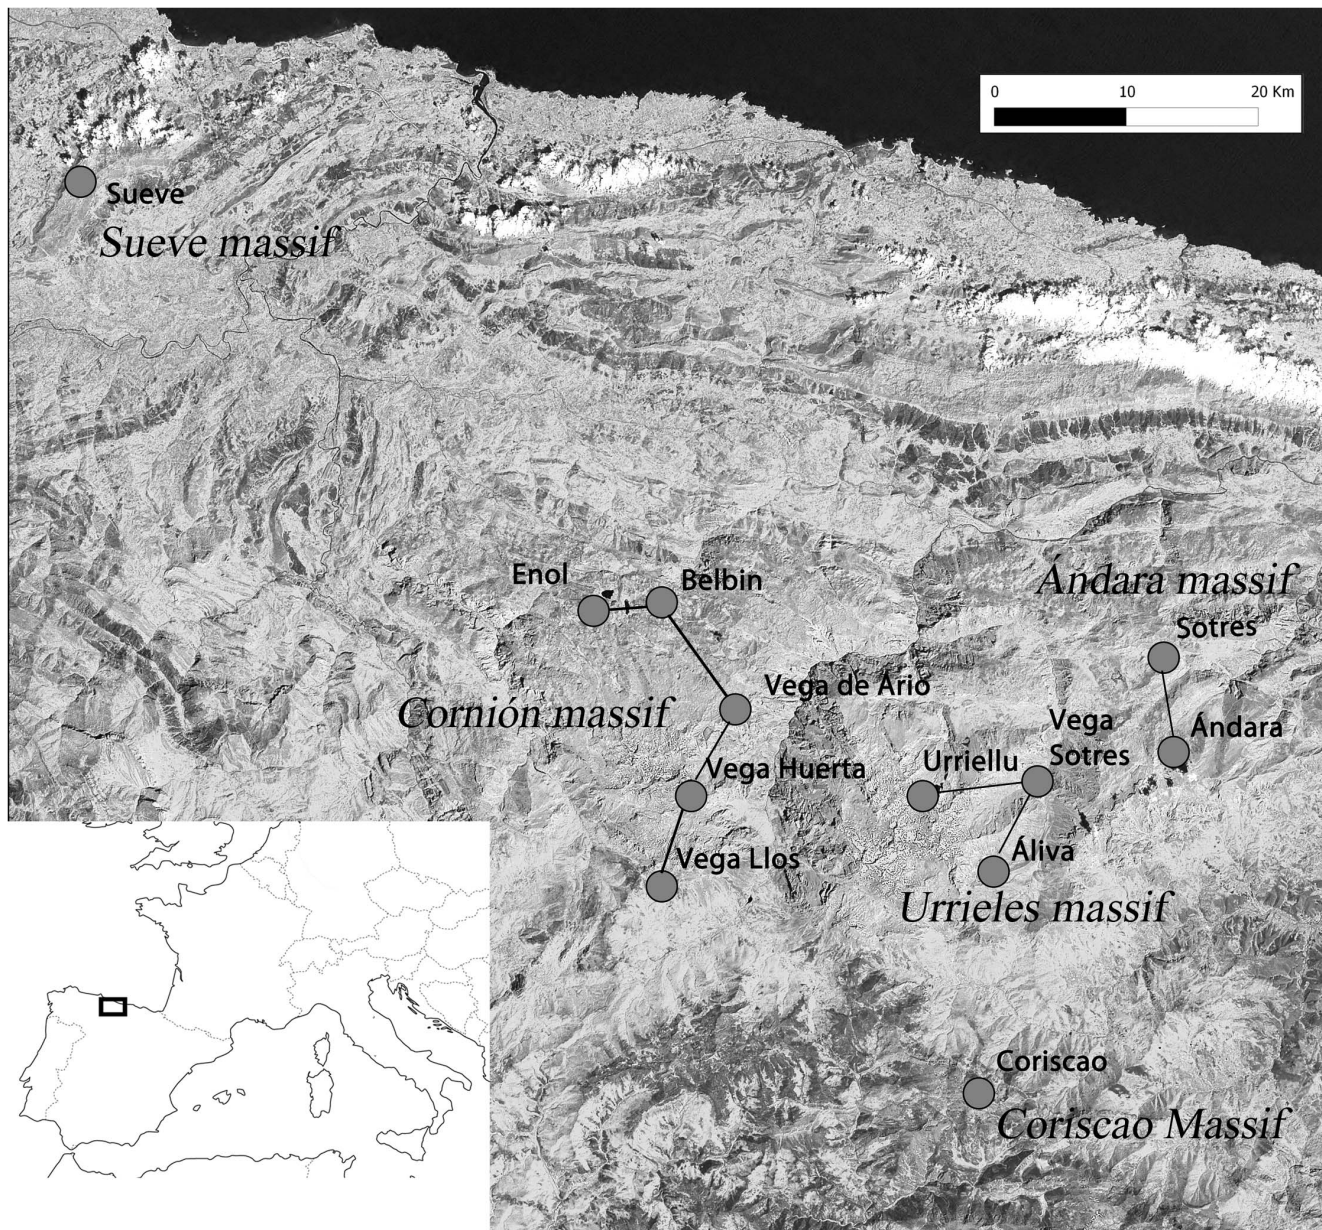 0 10 20 Km
Sueve
Sueve massif
Enol
Belbin
Ándara massif
Sotres
Vega de Ario
Cornión massif
Vega
Sotres
Ándara
Urriellu
Vega Huerta
Áliva
Vega Llos
Urrieles massif
Coriscao
Coriscao Massif